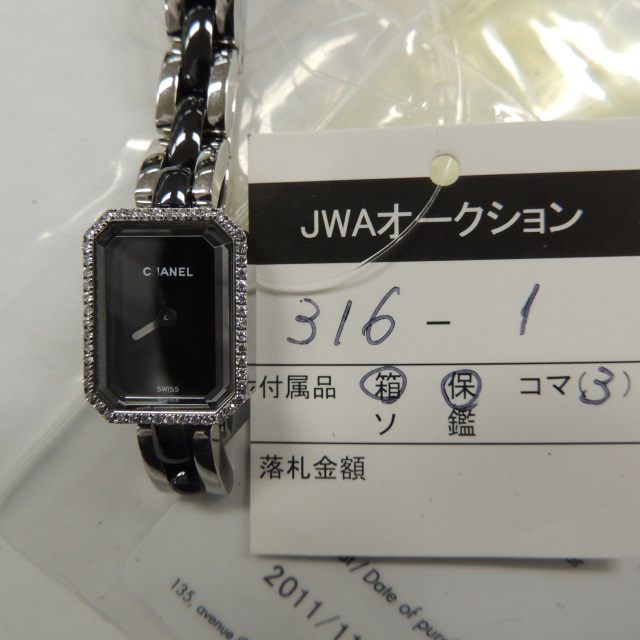 CHANEL
SWISS
JWAオークション
316 - 1
付属品 箱 保 コマ(3)
ソ 鑑
落札金額
/ Date of purc
2011/11
135, avenue